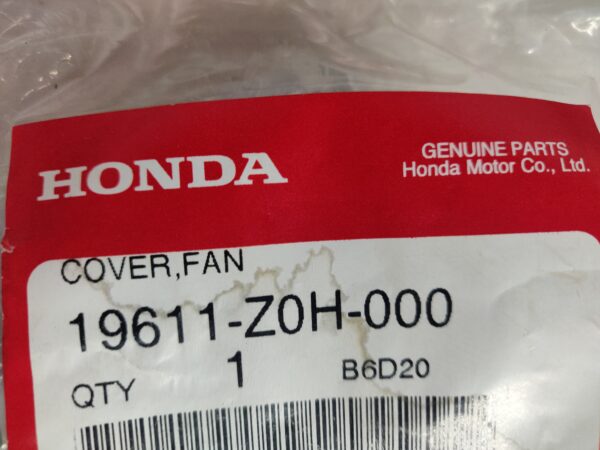 HONDA
GENUINE PARTS
Honda Motor Co., Ltd.
COVER,FAN
19611-Z0H-000
QTY 1 B6D20